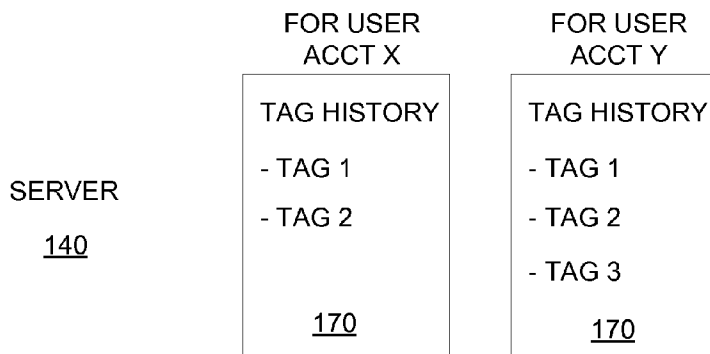 FOR USER
ACCT X
FOR USER
ACCT Y
SERVER
140
TAG HISTORY
- TAG 1
- TAG 2
170
TAG HISTORY
- TAG 1
- TAG 2
- TAG 3
170